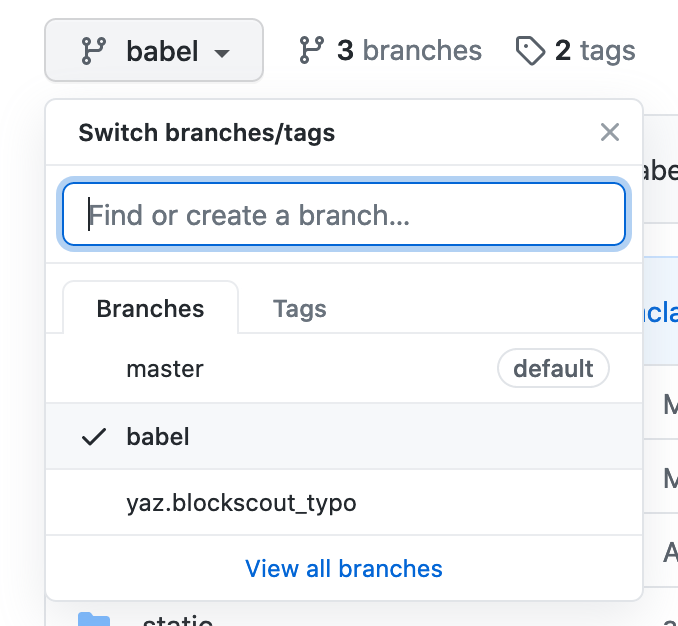 babel
3 branches
2 tags
Switch branches/tags
Find or create a branch...
Branches
Tags
master
default
babel
yaz.blockscout_typo
View all branches